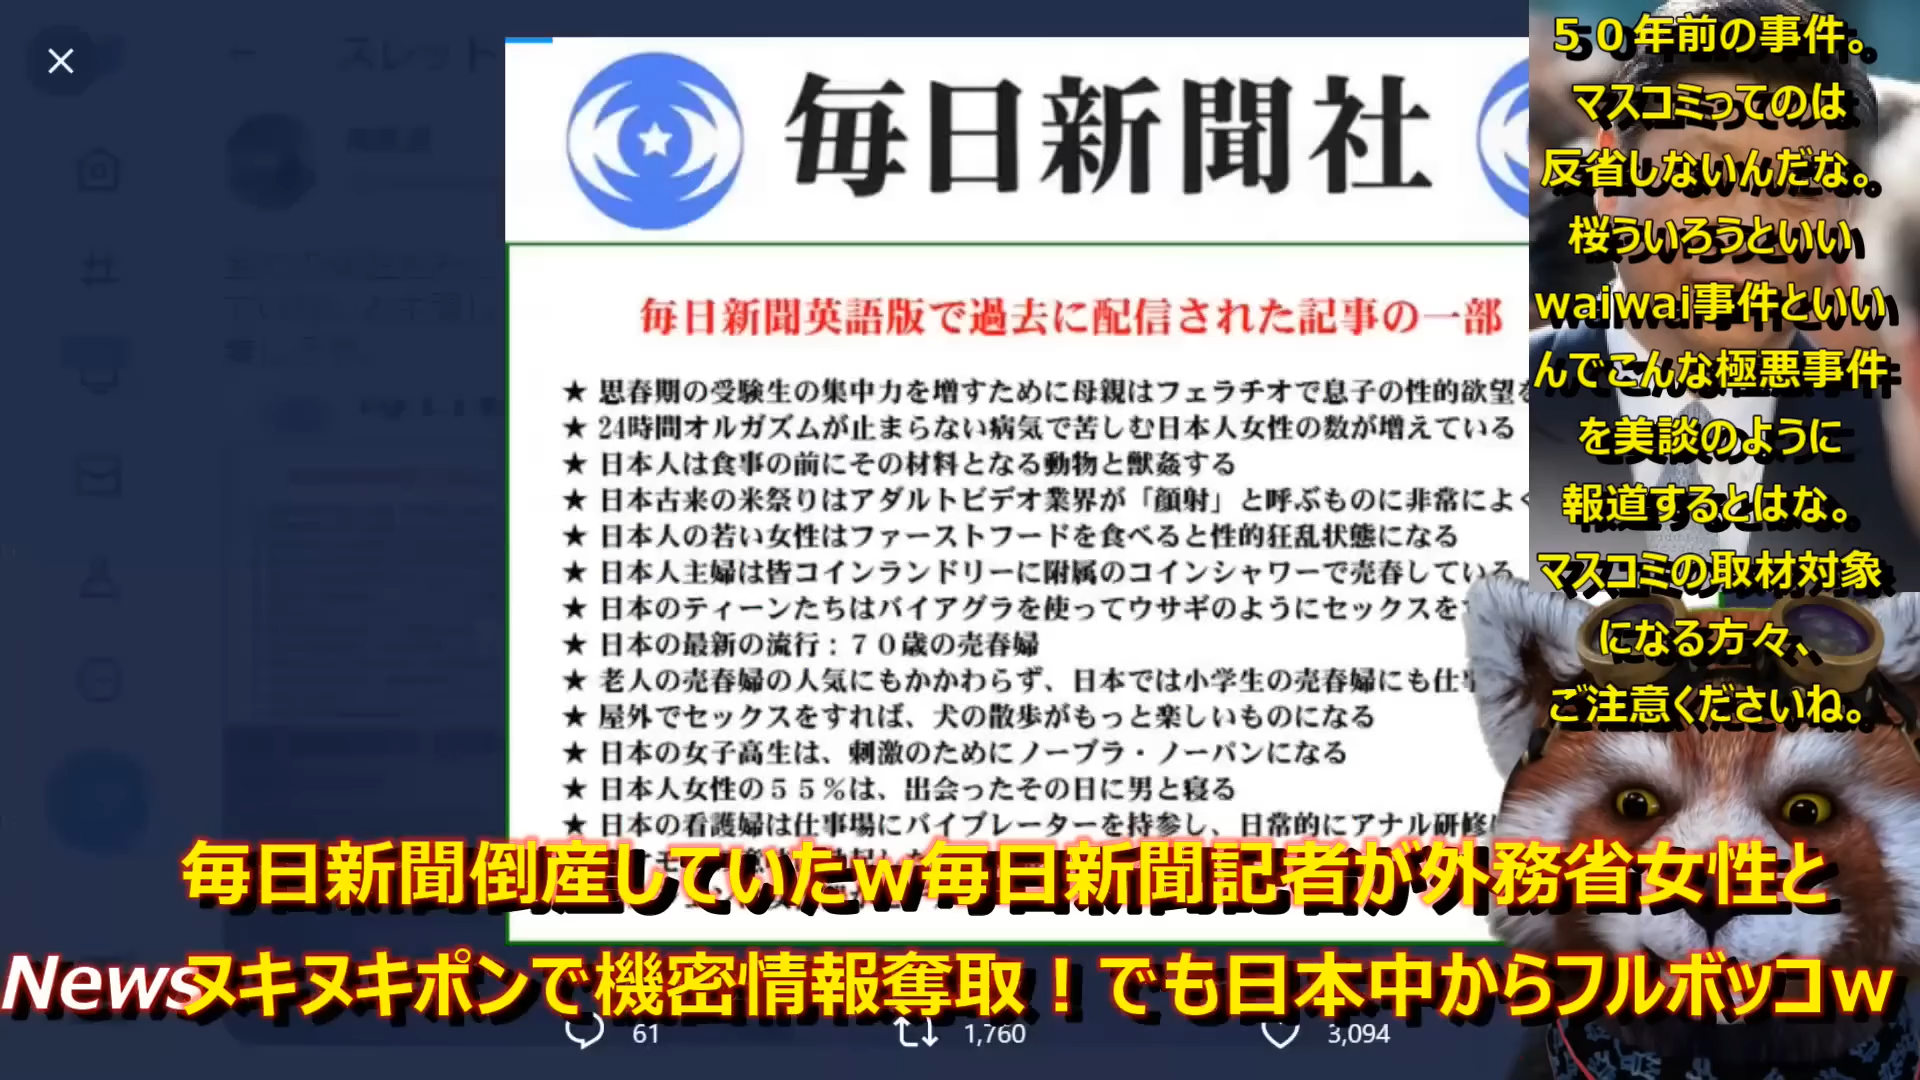 スレット
毎日新聞社
毎日新聞英語版で過去に配信された記事の一部
★ 思春期の受験生の集中力を増すために母親はフェラチオで息子の性的欲望を
★ 24時間オルガズムが止まらない病気で苦しむ日本人女性の数が増えている
★ 日本人は食事の前にその材料となる動物と獣姦する
★ 日本古来の米祭りはアダルトビデオ業界が「顔射」と呼ぶものに非常によく
★ 日本人の若い女性はファーストフードを食べると性的狂乱状態になる
★ 日本人主婦は皆コインランドリーに附属のコインシャワーで売春している
★ 日本のティーンたちはバイアグラを使ってウサギのようにセックスをす
★ 日本の最新の流行：７０歳の売春婦
★ 老人の売春婦の人気にもかかわらず、日本では小学生の売春婦にも仕事
★ 屋外でセックスをすれば、犬の散歩がもっと楽しいものになる
★ 日本の女子高生は、刺激のためにノーブラ・ノーパンになる
★ 日本人女性の５５％は、出会ったその日に男と寝る
★ 日本の看護婦は仕事場にバイブレーターを持参し、日常的にアナル研修に
５０年前の事件。
マスコミってのは
反省しないんだな。
桜ういろうといい
waiwai事件といい
んでこんな極悪事件
を美談のように
報道するとはな。
マスコミの取材対象
になる方々、
ご注意くださいね。
毎日新聞倒産していたw毎日新聞記者が外務省女性と
News
ヌキヌキポンで機密情報奪取！でも日本中からフルボッコw
61
1,760
3,094